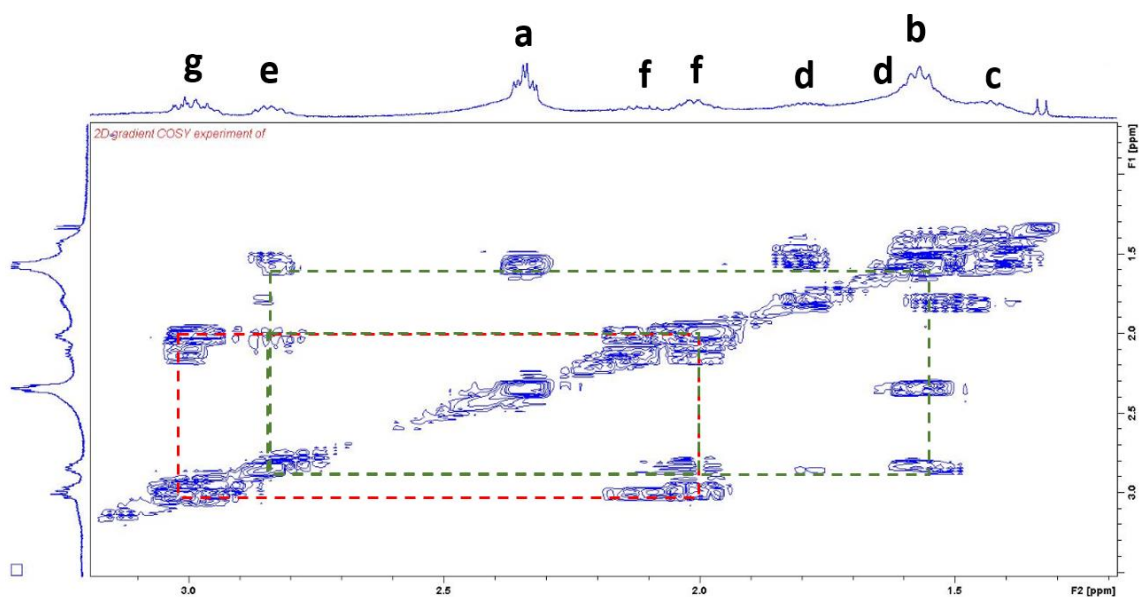 g e a f f d d b c
2D-gradient COSY experiment of
F1 [ppm]
1.5
2.0
2.5
3.0
3.0 2.5 2.0 1.5 F2 [ppm]